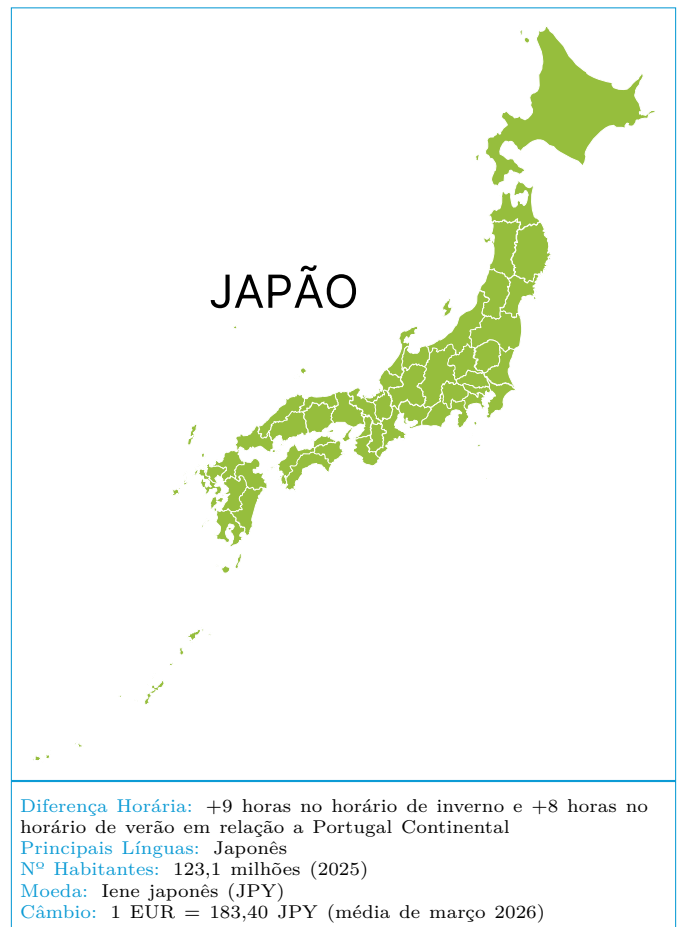 JAPÃO
Diferença Horária: +9 horas no horário de inverno e +8 horas no
horário de verão em relação a Portugal Continental
Principais Línguas: Japonês
Nº Habitantes: 123,1 milhões (2025)
Moeda: Iene japonês (JPY)
Câmbio: 1 EUR = 183,40 JPY (média de março 2026)